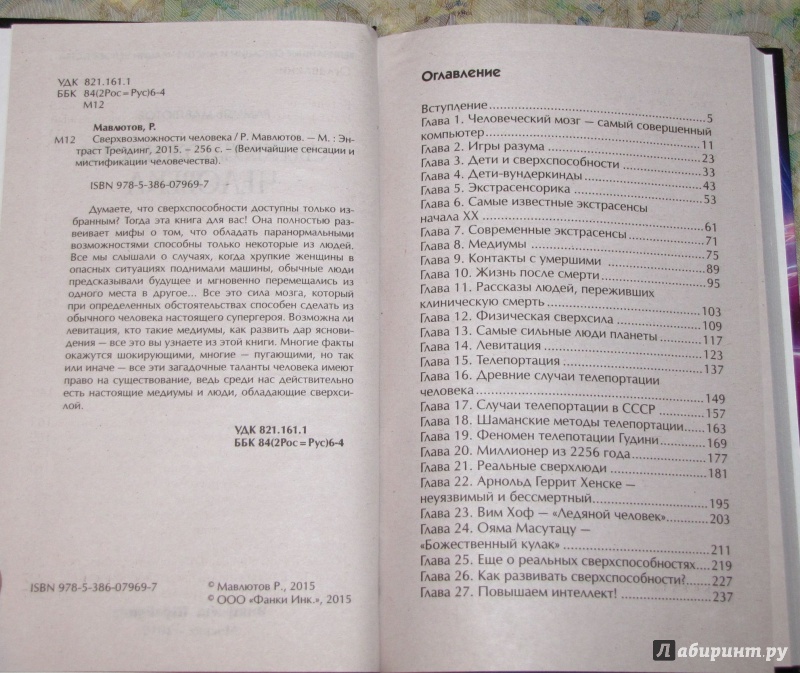 УДК 821.161.1
ББК 84(2Рос=Рус)6-4
М12
Мавлютов, Р.
М12 Сверхвозможности человека / Р. Мавлютов. — М. : Эн-
траст Трейдинг, 2015. – 256 с. – (Величайшие сенсации и
мистификации человечества).
ISBN 978-5-386-07969-7
Думаете, что сверхспособности доступны только из-
бранным? Тогда эта книга для вас! Она полностью раз-
веивает мифы о том, что обладать паранормальными
возможностями способны только некоторые из людей.
Все мы слышали о случаях, когда хрупкие женщины в
опасных ситуациях поднимали машины, обычные люди
предсказывали будущее и мгновенно перемещались из
одного места в другое... Все это сила мозга, который
при определенных обстоятельствах способен сделать из
обычного человека настоящего супергероя. Возможна ли
левитация, кто такие медиумы, как развить дар яснови-
дения – все это вы узнаете из этой книги. Многие факты
окажутся шокирующими, многие – пугающими, но так
или иначе – все эти загадочные таланты человека имеют
право на существование, ведь среди нас действительно
есть настоящие медиумы и люди, обладающие сверхси-
лой.
УДК 821.161.1
ББК 84(2Рос=Рус)6-4
ISBN 978-5-386-07969-7
© Мавлютов Р., 2015
© ООО «Фанки Инк.», 2015
Оглавление
Вступление 5
Глава 1. Человеческий мозг — самый совершенный
компьютер 11
Глава 2. Игры разума 23
Глава 3. Дети и сверхспособности 33
Глава 4. Дети-вундеркинды 43
Глава 5. Экстрасенсорика 53
Глава 6. Самые известные экстрасенсы
начала XX 61
Глава 7. Современные экстрасенсы 71
Глава 8. Медиумы 75
Глава 9. Контакты с умершими 89
Глава 10. Жизнь после смерти 95
Глава 11. Рассказы людей, переживших
клиническую смерть 103
Глава 12. Физическая сверхсила 109
Глава 13. Самые сильные люди планеты 117
Глава 14. Левитация 123
Глава 15. Телепортация 137
Глава 16. Древние случаи телепортации
человека 149
Глава 17. Случаи телепортации в СССР 157
Глава 18. Шаманские методы телепортации 163
Глава 19. Феномен телепотации Гудини 169
Глава 20. Миллионер из 2256 года 177
Глава 21. Реальные сверхлюди 181
Глава 22. Арнольд Геррит Хенске —
неуязвимый и бессмертный 195
Глава 23. Вим Хоф — «Ледяной человек» 203
Глава 24. Ояма Масутацу —
«Божественный кулак» 211
Глава 25. Еще о реальных сверхспособностях 219
Глава 26. Как развивать сверхспособности? 227
Глава 27. Повышаем интеллект! 237
Лабиринт.ру